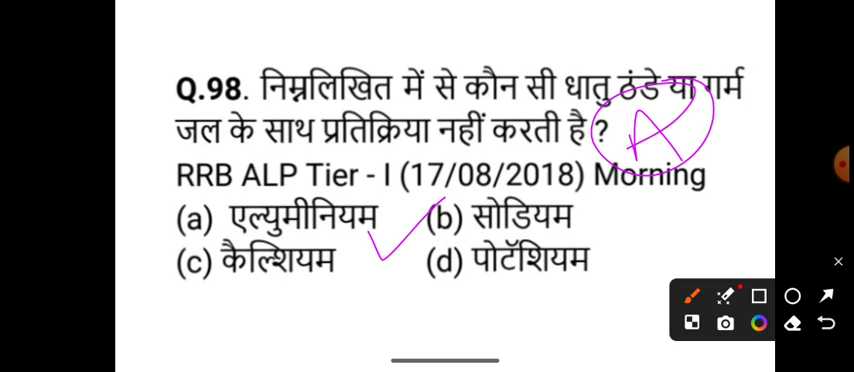 Q.98. निम्नलिखित में से कौन सी धातु ठंडे या गर्म
जल के साथ प्रतिक्रिया नहीं करती है ?
A
RRB ALP Tier - I (17/08/2018) Morning
(a) एल्युमीनियम (b) सोडियम
(c) कैल्शियम (d) पोटॅशियम